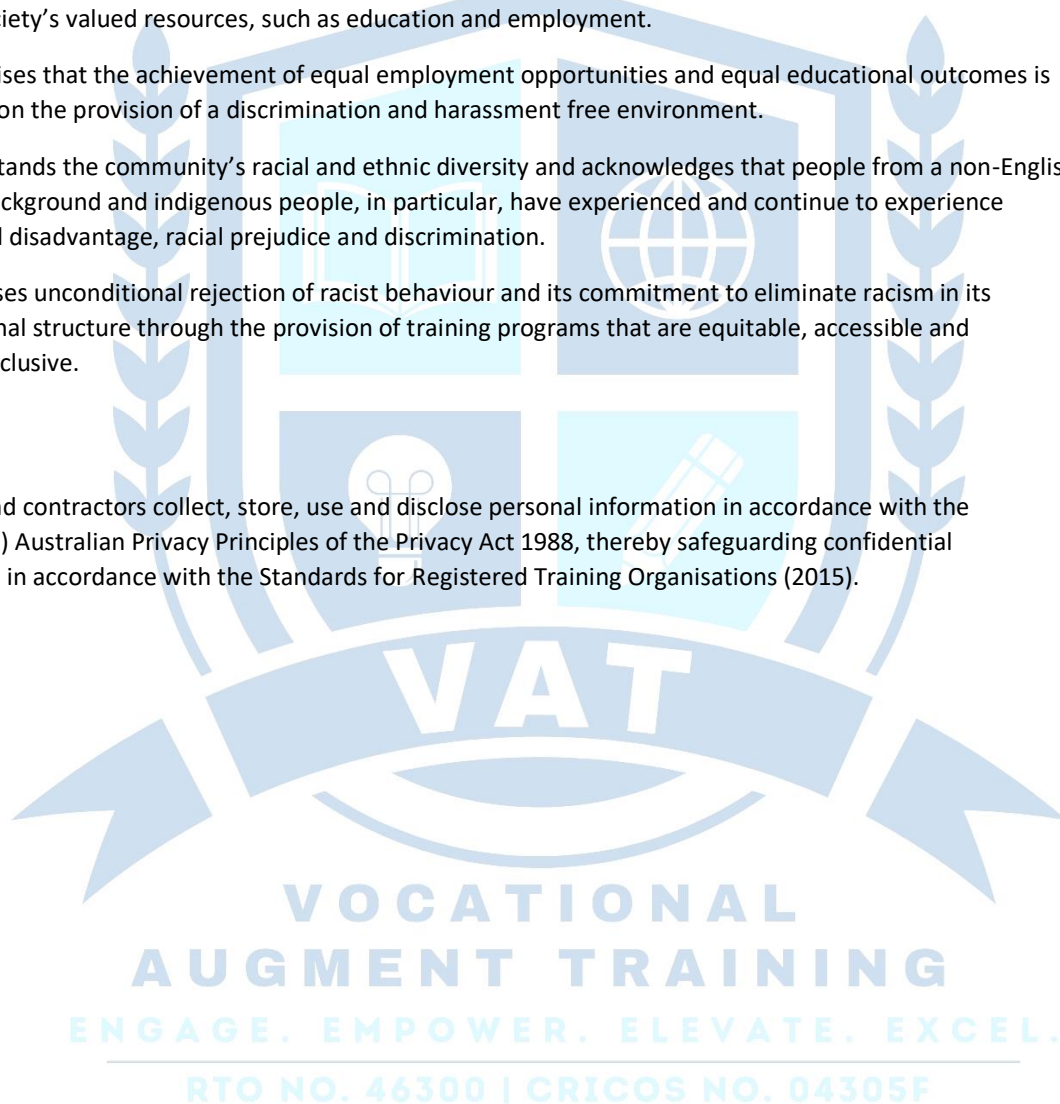 ciety's valued resources, such as education and employment.
ises that the achievement of equal employment opportunities and equal educational outcomes is
on the provision of a discrimination and harassment free environment.
tands the community's racial and ethnic diversity and acknowledges that people from a non-Englis
ckground and indigenous people, in particular, have experienced and continue to experience
l disadvantage, racial prejudice and discrimination.
ses unconditional rejection of racist behaviour and its commitment to eliminate racism in its
nal structure through the provision of training programs that are equitable, accessible and
clusive.
nd contractors collect, store, use and disclose personal information in accordance with the
) Australian Privacy Principles of the Privacy Act 1988, thereby safeguarding confidential
in accordance with the Standards for Registered Training Organisations (2015).
VAT
VOCATIONAL
AUGMENT TRAINING
ENGAGE. EMPOWER. ELEVATE. EXCEL.
RTO NO. 46300 | CRICOS NO. 04305F